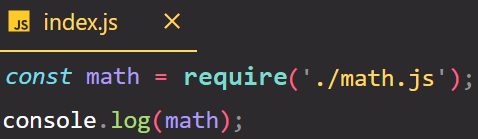 JS index.js ×
const math = require('./math.js');
console.log(math);